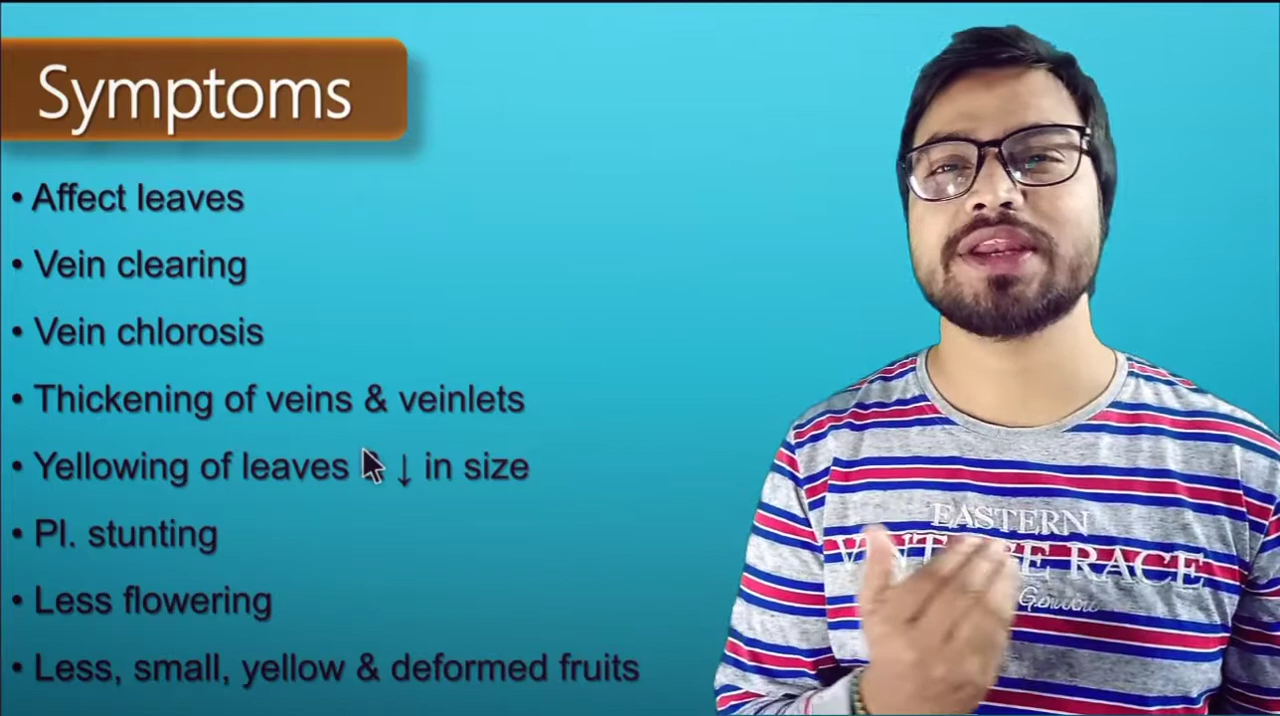 Symptoms
• Affect leaves
• Vein clearing
• Vein chlorosis
• Thickening of veins & veinlets
• Yellowing of leaves ↓ in size
• Pl. stunting
• Less flowering
• Less, small, yellow & deformed fruits
EASTERN
RACE
Genuine